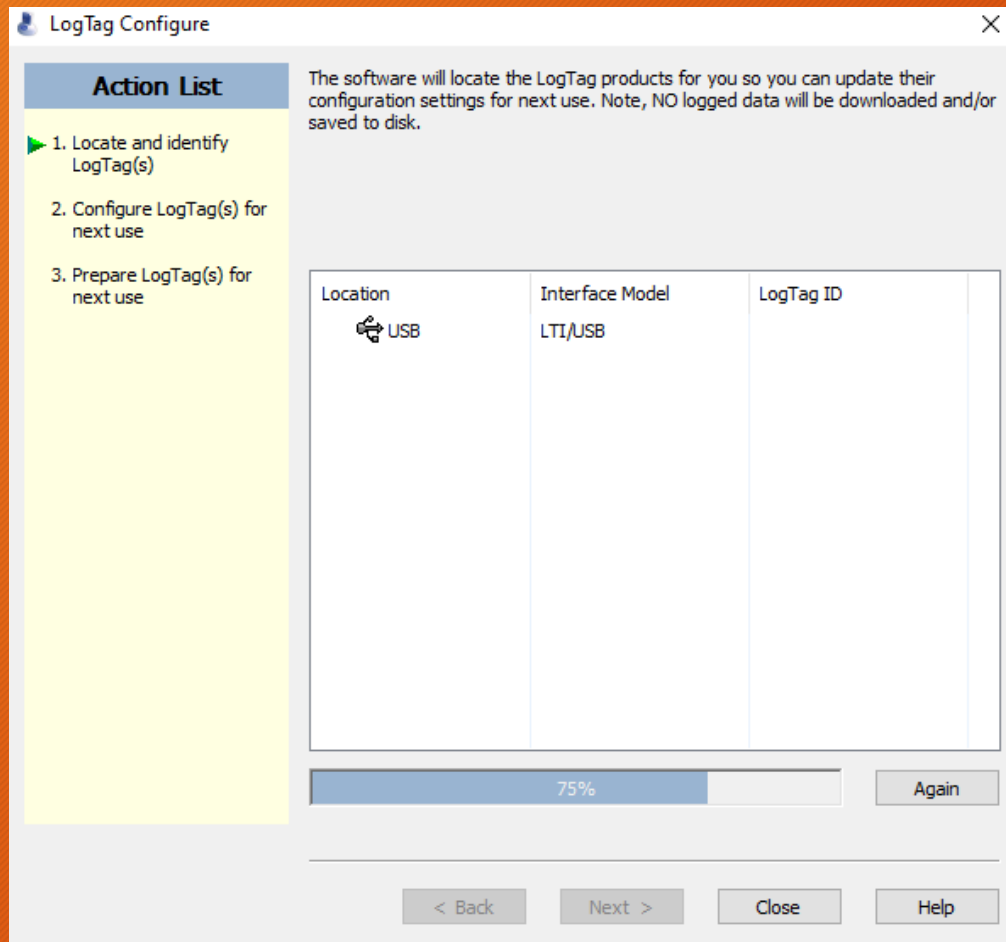 LogTag Configure
Action List
1. Locate and identify
LogTag(s)
2. Configure LogTag(s) for
next use
3. Prepare LogTag(s) for
next use
The software will locate the LogTag products for you so you can update their
configuration settings for next use. Note, NO logged data will be downloaded and/or
saved to disk.
Location Interface Model LogTag ID
USB LTI/USB
75%
Again
< Back Next > Close Help